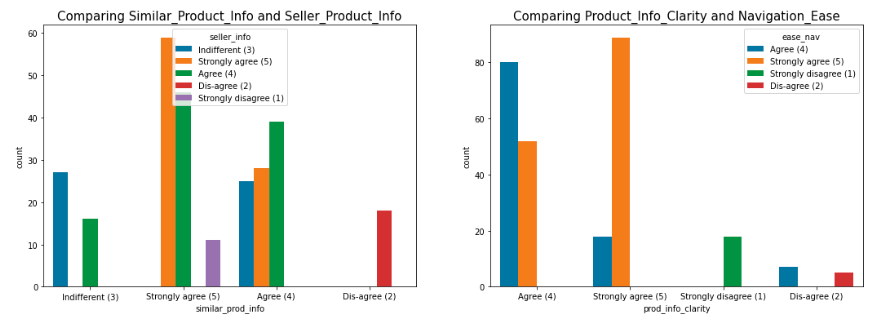 Comparing Similar_Product_Info and Seller_Product_Info
60
50
40
30
20
10
0
count
seller_info
Indifferent (3)
Strongly agree (5)
Agree (4)
Dis-agree (2)
Strongly disagree (1)
Indifferent (3) Strongly agree (5) Agree (4) Dis-agree (2)
similar_prod_info
Comparing Product_Info_Clarity and Navigation_Ease
80
60
40
20
0
count
ease_nav
Agree (4)
Strongly agree (5)
Strongly disagree (1)
Dis-agree (2)
Agree (4) Strongly agree (5) Strongly disagree (1) Dis-agree (2)
prod_info_clarity